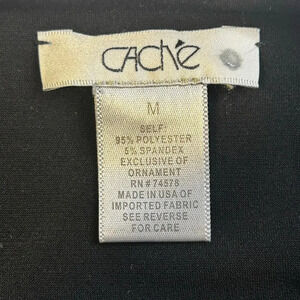 CACHÉ
M
SELF:
95% POLYESTER
5% SPANDEX
EXCLUSIVE OF
ORNAMENT
RN # 74578
MADE IN USA OF
IMPORTED FABRIC
SEE REVERSE
FOR CARE